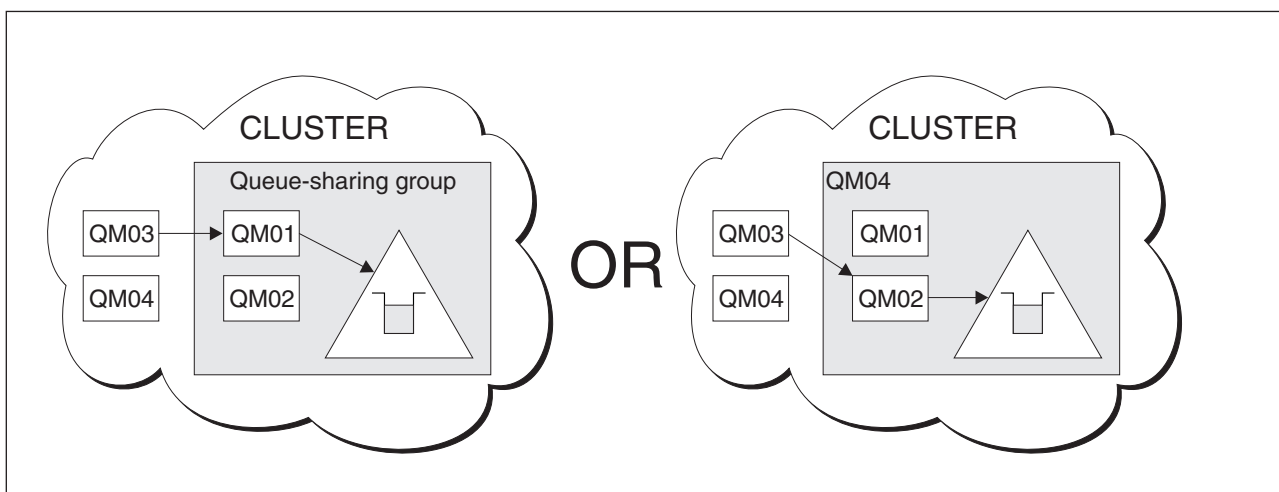 CLUSTER
Queue-sharing group
QM03
QM01
QM04
QM02
OR
CLUSTER
QM04
QM03
QM01
QM04
QM02